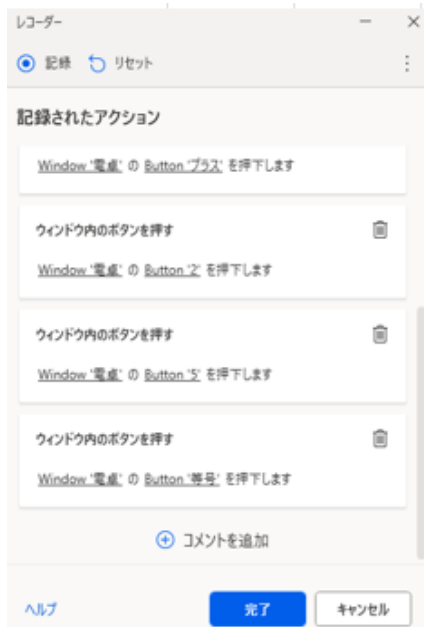 レコーダー
記録 リセット
記録されたアクション
Window '電卓' の Button 'プラス' を押下します
ウィンドウ内のボタンを押す
Window '電卓' の Button '2' を押下します
ウィンドウ内のボタンを押す
Window '電卓' の Button '5' を押下します
ウィンドウ内のボタンを押す
Window '電卓' の Button '等号' を押下します
コメントを追加
ヘルプ 完了 キャンセル